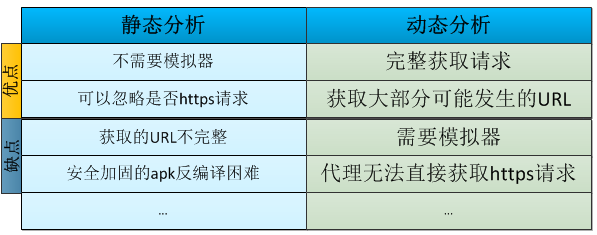 静态分析 动态分析
优点
不需要模拟器 完整获取请求
可以忽略是否https请求 获取大部分可能发生的URL
缺点
获取的URL不完整 需要模拟器
安全加固的apk反编译困难 代理无法直接获取https请求
... ...